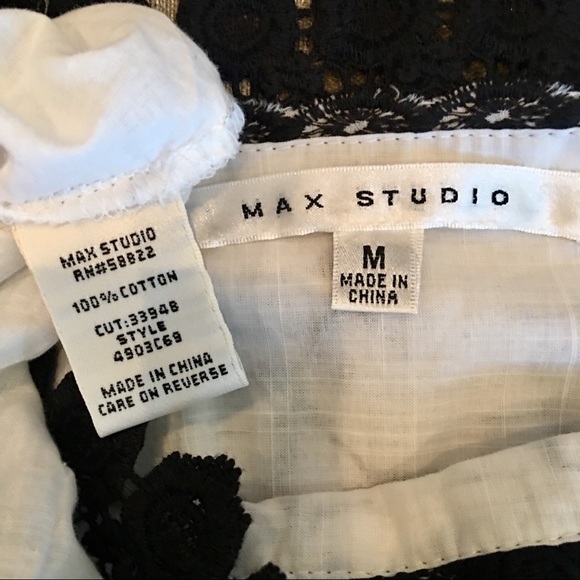 MAX STUDIO
M
MADE IN
CHINA
MAX STUDIO
RN#58822
100% COTTON
CUT:33948
STYLE
4903C69
MADE IN CHINA
CARE ON REVERSE